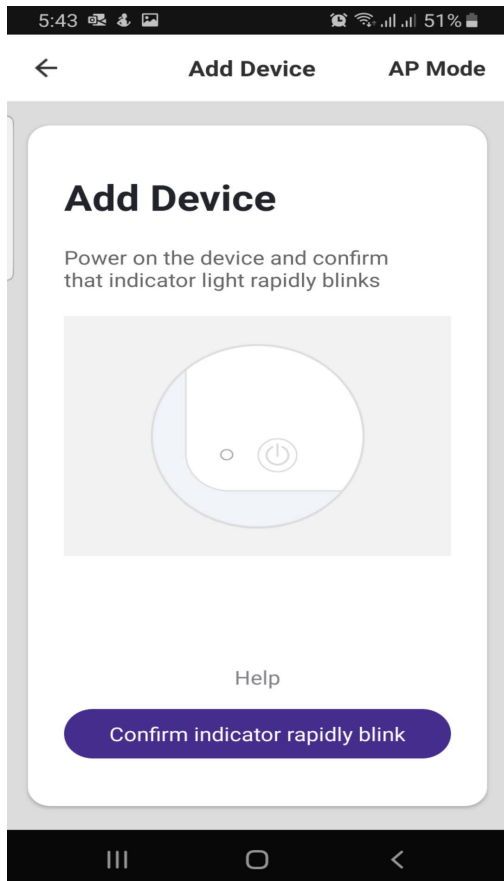 5:43 51%
Add Device AP Mode
Add Device
Power on the device and confirm
that indicator light rapidly blinks
Help
Confirm indicator rapidly blink